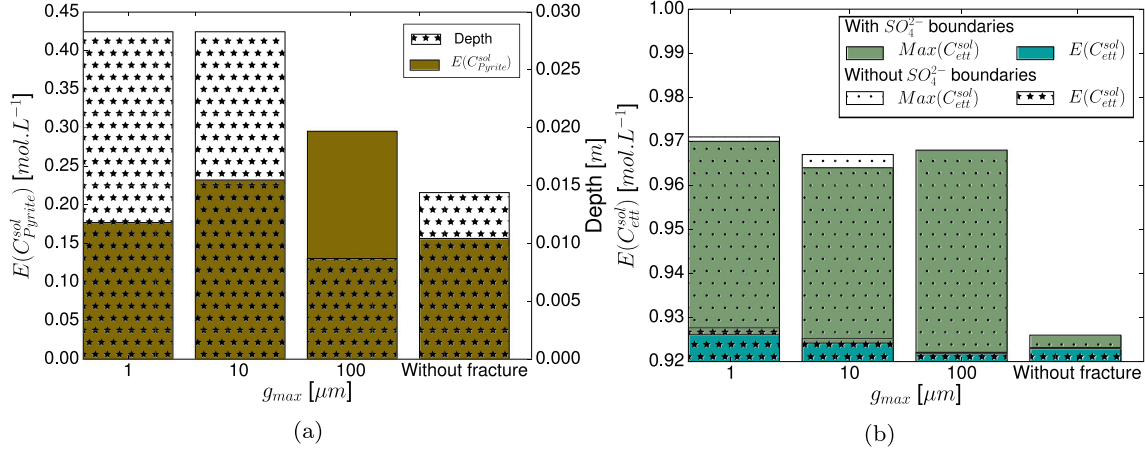 0.45
0.40
0.35
0.30
0.25
0.20
0.15
0.10
0.05
0.00
E(C^{sol}_{Pyrite}) [mol.L^{-1}]
Depth
E(C^{sol}_{Pyrite})
0.030
0.025
0.020
0.015
0.010
0.005
0.000
Depth [m]
1 10 100 Without fracture
g_{max} [μm]
(a)
1.00
0.99
0.98
0.97
0.96
0.95
0.94
0.93
0.92
E(C^{sol}_{ett}) [mol.L^{-1}]
With SO_4^{2-} boundaries
Max(C^{sol}_{ett}) E(C^{sol}_{ett})
Without SO_4^{2-} boundaries
Max(C^{sol}_{ett}) E(C^{sol}_{ett})
1 10 100 Without fracture
g_{max} [μm]
(b)